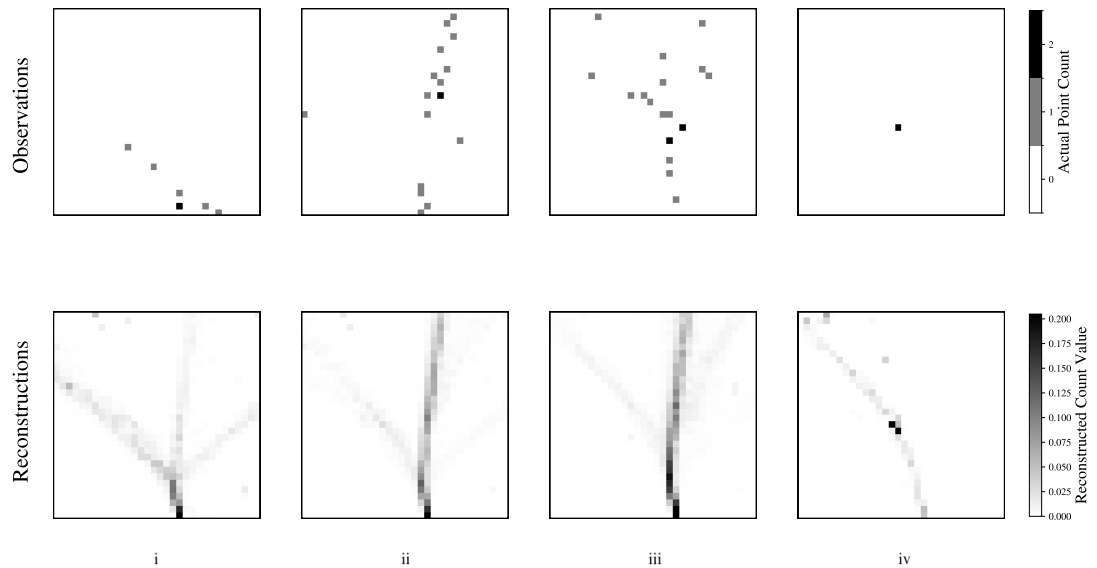 Observations
2
1
0
Actual Point Count
Reconstructions
0.200
0.175
0.150
0.125
0.100
0.075
0.050
0.025
0.000
Reconstructed Count Value
i
ii
iii
iv